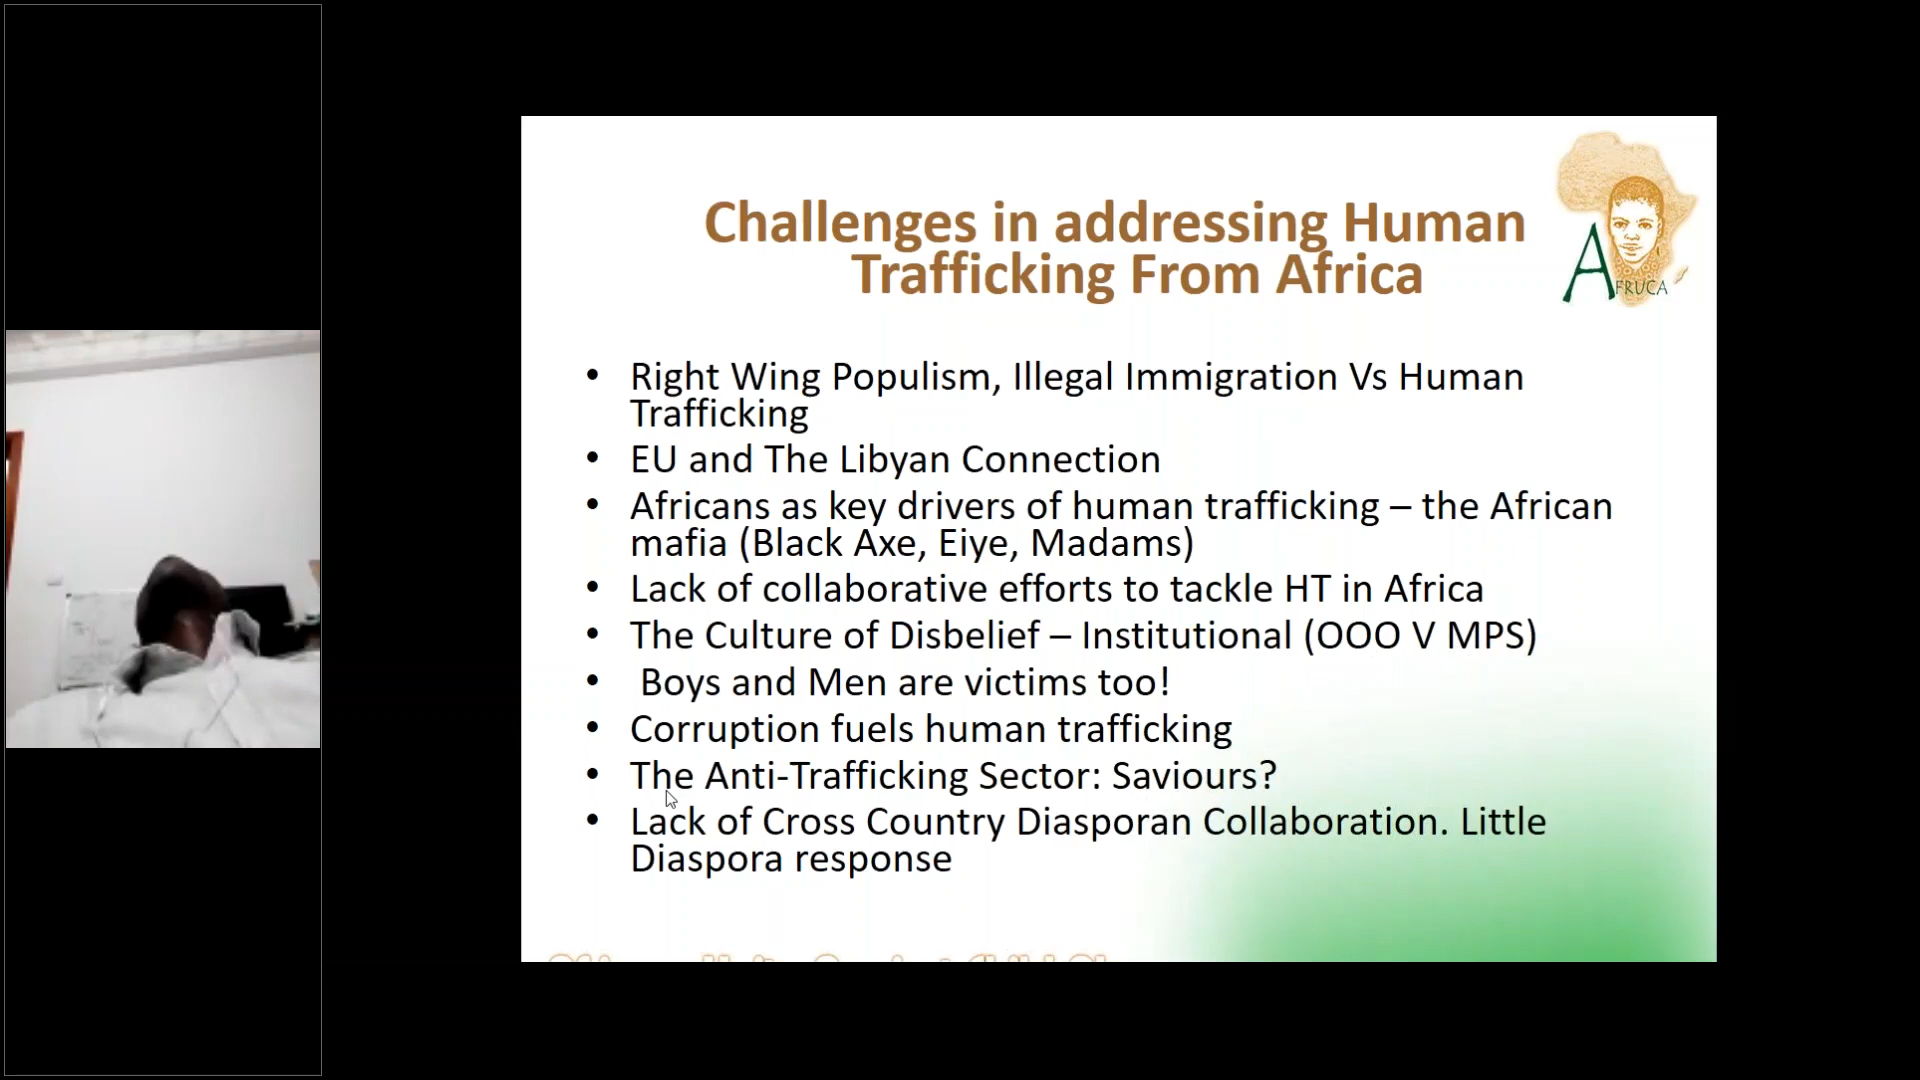 Challenges in addressing Human
Trafficking From Africa
AFRUCA
• Right Wing Populism, Illegal Immigration Vs Human
Trafficking
• EU and The Libyan Connection
• Africans as key drivers of human trafficking – the African
mafia (Black Axe, Eiye, Madams)
• Lack of collaborative efforts to tackle HT in Africa
• The Culture of Disbelief – Institutional (OOO V MPS)
• Boys and Men are victims too!
• Corruption fuels human trafficking
• The Anti-Trafficking Sector: Saviours?
• Lack of Cross Country Diasporan Collaboration. Little
Diaspora response